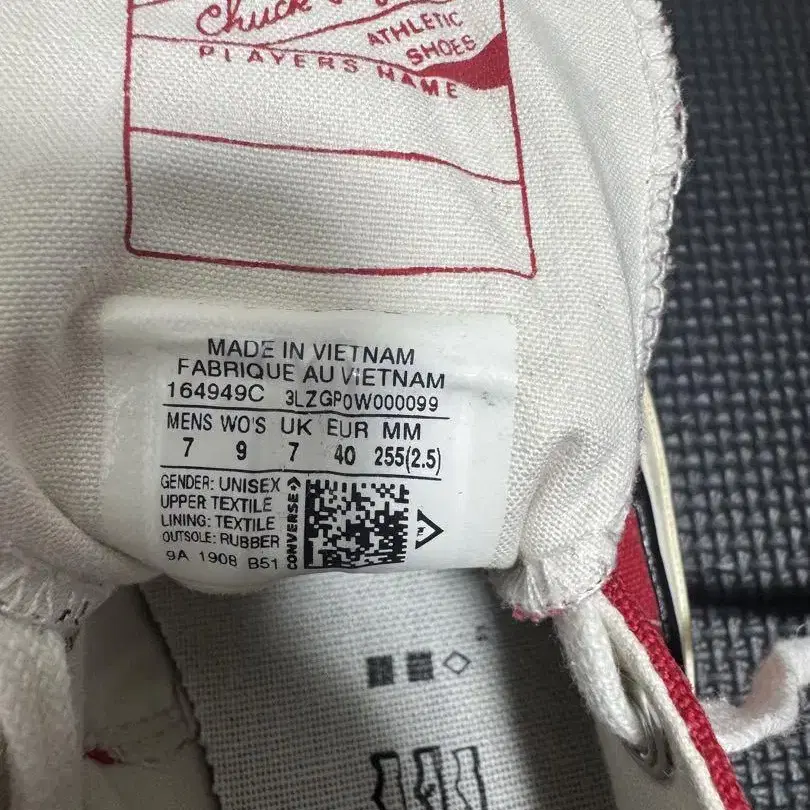 Chuck
ATHLETIC
SHOES
PLAYERS NAME
MADE IN VIETNAM
FABRIQUE AU VIETNAM
164949C 3LZGP0W000099
MENS WO'S UK EUR MM
7 9 7 40 255(2.5)
GENDER: UNISEX
UPPER TEXTILE
LINING: TEXTILE
OUTSOLE: RUBBER
9A 1908 B51
CONVERSE